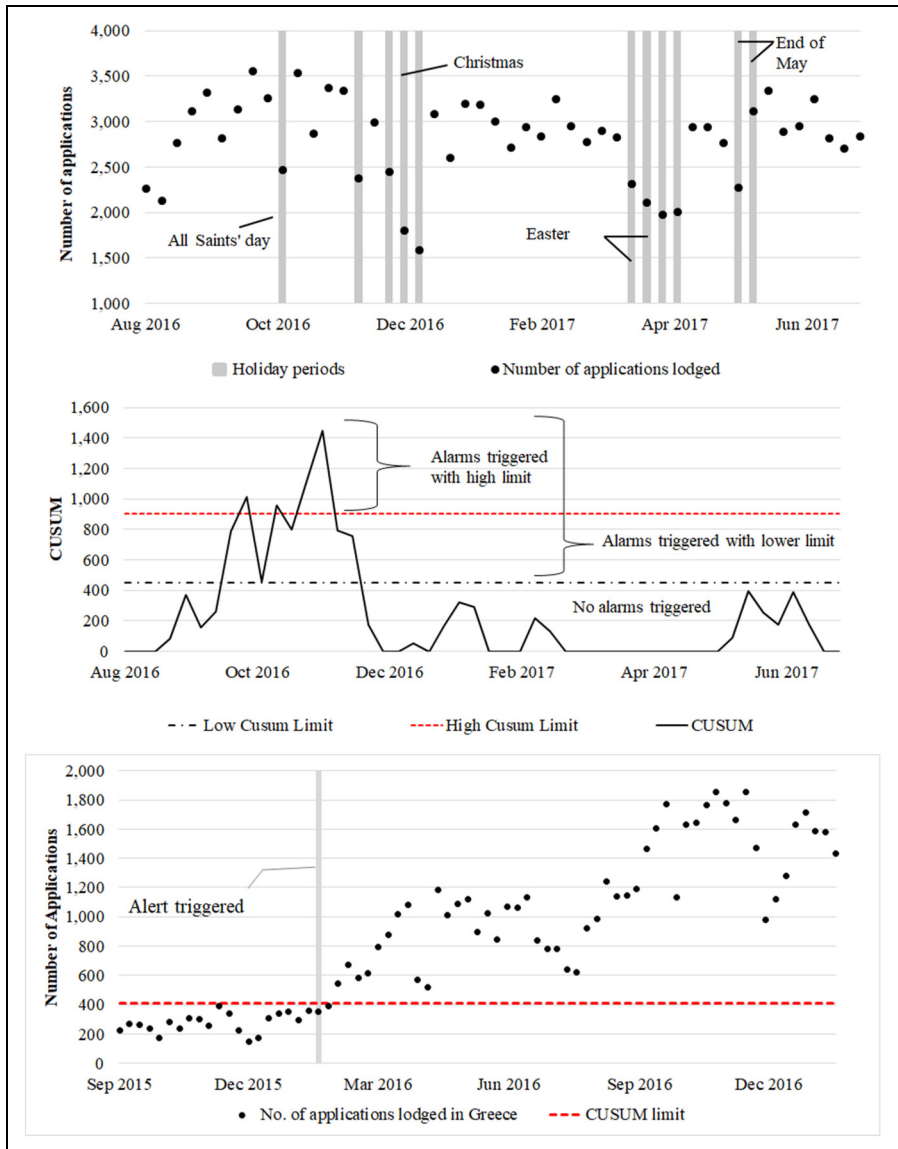 4,000
3,500
3,000
2,500
2,000
1,500
1,000
Number of applications
Christmas
End of
May
All Saints' day
Easter
Aug 2016
Oct 2016
Dec 2016
Feb 2017
Apr 2017
Jun 2017
Holiday periods
Number of applications lodged
1,600
1,400
1,200
1,000
800
600
400
200
0
CUSUM
Alarms triggered
with high limit
Alarms triggered with lower limit
No alarms triggered
Aug 2016
Oct 2016
Dec 2016
Feb 2017
Apr 2017
Jun 2017
Low Cusum Limit
High Cusum Limit
CUSUM
2,000
1,800
1,600
1,400
1,200
1,000
800
600
400
200
0
Number of Applications
Alert triggered
Sep 2015
Dec 2015
Mar 2016
Jun 2016
Sep 2016
Dec 2016
No. of applications lodged in Greece
CUSUM limit